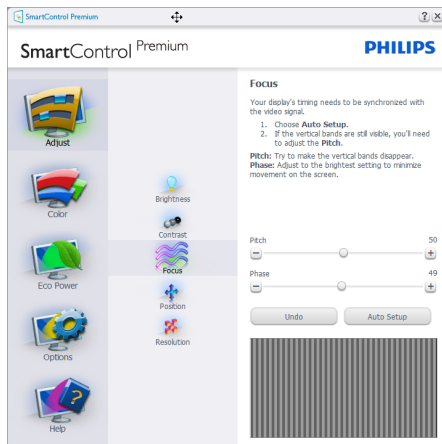 SmartControl Premium
SmartControl Premium
PHILIPS
Adjust
Color
Eco Power
Options
Help
Brightness
Contrast
Focus
Position
Resolution
Focus
Your display's timing needs to be synchronized with
the video signal.
1. Choose Auto Setup.
2. If the vertical bands are still visible, you'll need
to adjust the Pitch.
Pitch: Try to make the vertical bands disappear.
Phase: Adjust to the brightest setting to minimize
movement on the screen.
Pitch 50
Phase 49
Undo Auto Setup